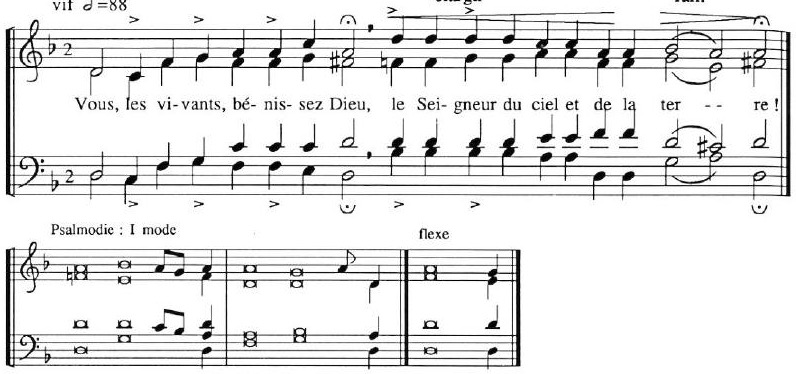 vif 𝅗𝅥=88
Vous, les vi-vants, bé-nis-sez Dieu, le Sei-gneur du ciel et de la ter - - re !
Psalmodie : I mode
flexe